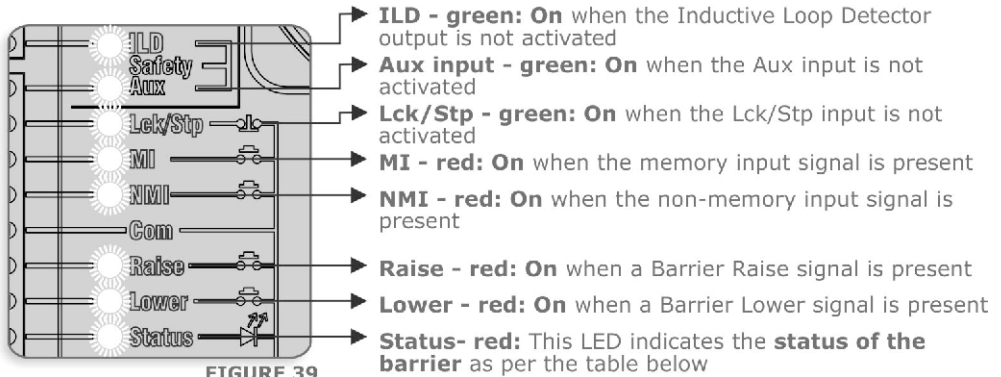 ILD
Safety
Aux
Lck/Stp
MI
NMI
Com
Raise
Lower
Status
FIGURE 39
ILD - green: On when the Inductive Loop Detector
output is not activated
Aux input - green: On when the Aux input is not
activated
Lck/Stp - green: On when the Lck/Stp input is not
activated
MI - red: On when the memory input signal is present
NMI - red: On when the non-memory input signal is
present
Raise - red: On when a Barrier Raise signal is present
Lower - red: On when a Barrier Lower signal is present
Status- red: This LED indicates the status of the
barrier as per the table below